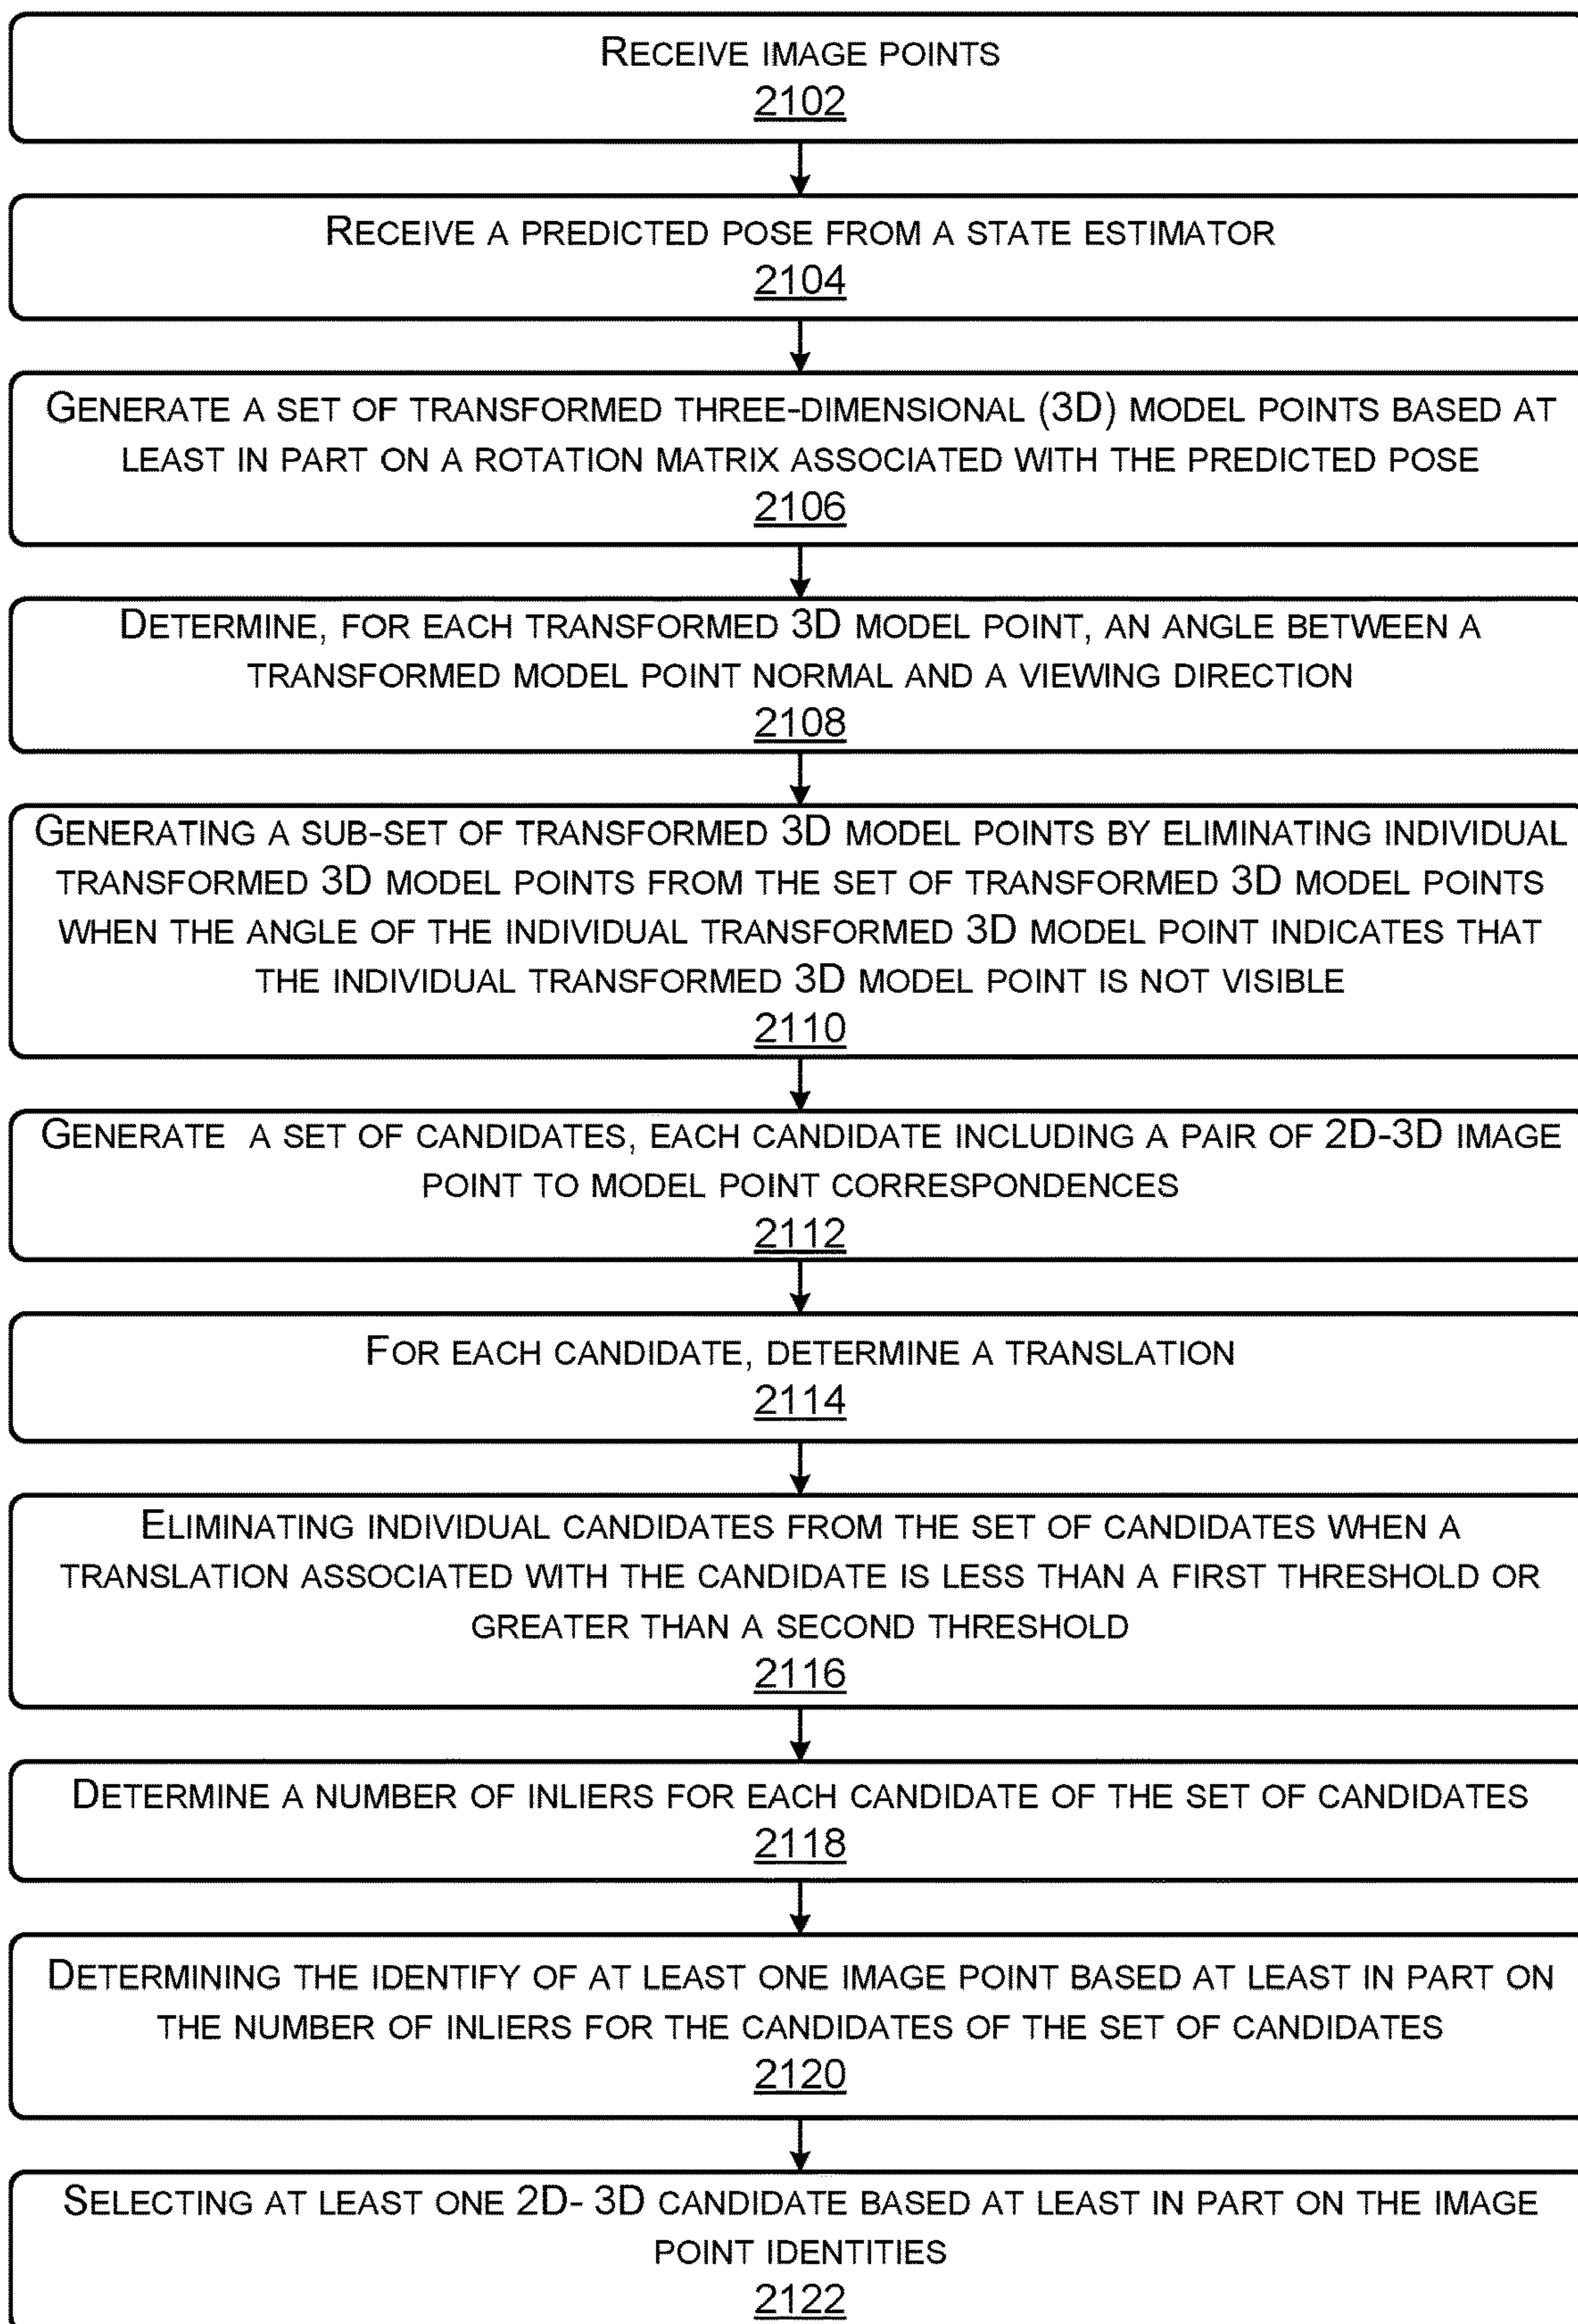 RECEIVE IMAGE POINTS
2102
RECEIVE A PREDICTED POSE FROM A STATE ESTIMATOR
2104
GENERATE A SET OF TRANSFORMED THREE-DIMENSIONAL (3D) MODEL POINTS BASED AT
LEAST IN PART ON A ROTATION MATRIX ASSOCIATED WITH THE PREDICTED POSE
2106
DETERMINE, FOR EACH TRANSFORMED 3D MODEL POINT, AN ANGLE BETWEEN A
TRANSFORMED MODEL POINT NORMAL AND A VIEWING DIRECTION
2108
GENERATING A SUB-SET OF TRANSFORMED 3D MODEL POINTS BY ELIMINATING INDIVIDUAL
TRANSFORMED 3D MODEL POINTS FROM THE SET OF TRANSFORMED 3D MODEL POINTS
WHEN THE ANGLE OF THE INDIVIDUAL TRANSFORMED 3D MODEL POINT INDICATES THAT
THE INDIVIDUAL TRANSFORMED 3D MODEL POINT IS NOT VISIBLE
2110
GENERATE A SET OF CANDIDATES, EACH CANDIDATE INCLUDING A PAIR OF 2D-3D IMAGE
POINT TO MODEL POINT CORRESPONDENCES
2112
FOR EACH CANDIDATE, DETERMINE A TRANSLATION
2114
ELIMINATING INDIVIDUAL CANDIDATES FROM THE SET OF CANDIDATES WHEN A
TRANSLATION ASSOCIATED WITH THE CANDIDATE IS LESS THAN A FIRST THRESHOLD OR
GREATER THAN A SECOND THRESHOLD
2116
DETERMINE A NUMBER OF INLIERS FOR EACH CANDIDATE OF THE SET OF CANDIDATES
2118
DETERMINING THE IDENTIFY OF AT LEAST ONE IMAGE POINT BASED AT LEAST IN PART ON
THE NUMBER OF INLIERS FOR THE CANDIDATES OF THE SET OF CANDIDATES
2120
SELECTING AT LEAST ONE 2D- 3D CANDIDATE BASED AT LEAST IN PART ON THE IMAGE
POINT IDENTITIES
2122